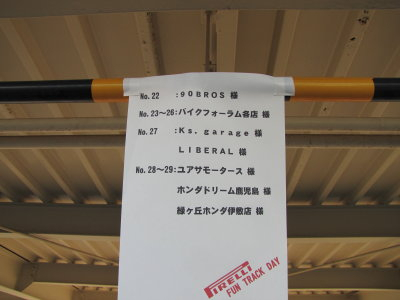 No.22 :90BROS 様
No.23～26:バイクフォーラム各店 様
No.27 :Ks. garage 様
LIBERAL 様
No.28～29:ユアサモータース 様
ホンダドリーム鹿児島 様
緑ヶ丘ホンダ伊敷店 様
PIRELLI
FUN TRACK DAY